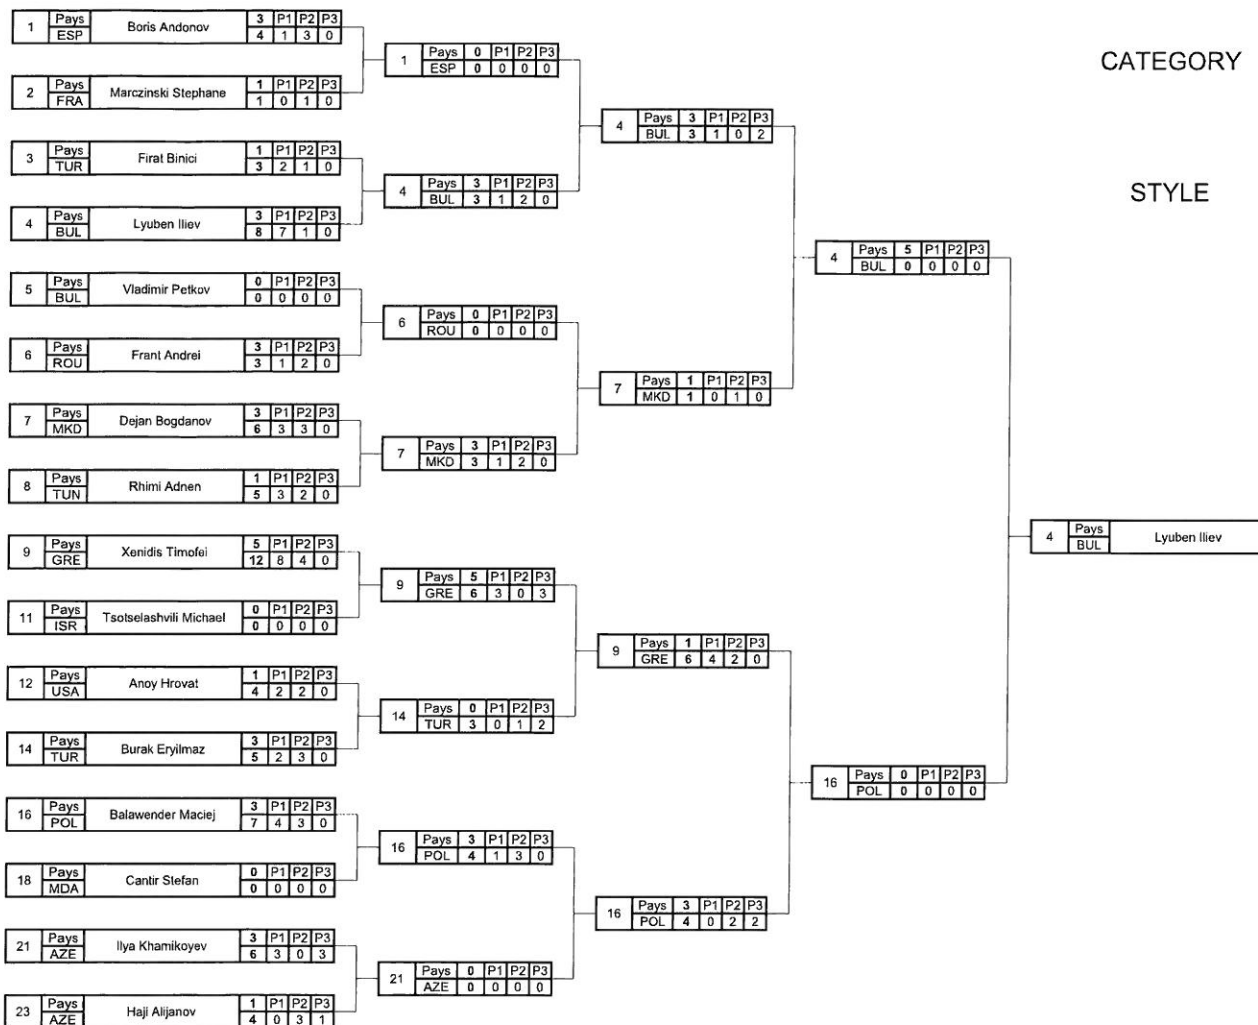 1 Pays ESP Boris Andonov 3 P1 P2 P3 4 1 3 0
2 Pays FRA Marczinski Stephane 1 P1 P2 P3 1 0 1 0
3 Pays TUR Firat Binici 1 P1 P2 P3 3 2 1 0
4 Pays BUL Lyuben Iliev 3 P1 P2 P3 8 7 1 0
5 Pays BUL Vladimir Petkov 0 P1 P2 P3 0 0 0 0
6 Pays ROU Frant Andrei 3 P1 P2 P3 3 1 2 0
7 Pays MKD Dejan Bogdanov 3 P1 P2 P3 6 3 3 0
8 Pays TUN Rhimi Adnen 1 P1 P2 P3 5 3 2 0
9 Pays GRE Xenidis Timofei 5 P1 P2 P3 12 8 4 0
11 Pays ISR Tsotselashvili Michael 0 P1 P2 P3 0 0 0 0
12 Pays USA Anoy Hrovat 1 P1 P2 P3 4 2 2 0
14 Pays TUR Burak Eryilmaz 3 P1 P2 P3 5 2 3 0
16 Pays POL Balawender Maciej 3 P1 P2 P3 7 4 3 0
18 Pays MDA Cantir Stefan 0 P1 P2 P3 0 0 0 0
21 Pays AZE Ilya Khamikoyev 3 P1 P2 P3 6 3 0 3
23 Pays AZE Haji Alijanov 1 P1 P2 P3 4 0 3 1
1 Pays ESP 0 P1 P2 P3 0 0 0 0
4 Pays BUL 3 P1 P2 P3 3 1 2 0
6 Pays ROU 0 P1 P2 P3 0 0 0 0
7 Pays MKD 3 P1 P2 P3 3 1 2 0
9 Pays GRE 5 P1 P2 P3 6 3 0 3
14 Pays TUR 0 P1 P2 P3 3 0 1 2
16 Pays POL 3 P1 P2 P3 4 1 3 0
21 Pays AZE 0 P1 P2 P3 0 0 0 0
4 Pays BUL 3 P1 P2 P3 3 1 0 2
7 Pays MKD 1 P1 P2 P3 1 0 1 0
9 Pays GRE 1 P1 P2 P3 6 4 2 0
16 Pays POL 3 P1 P2 P3 4 0 2 2
4 Pays BUL 5 P1 P2 P3 0 0 0 0
16 Pays POL 0 P1 P2 P3 0 0 0 0
4 Pays BUL Lyuben Iliev
CATEGORY
STYLE